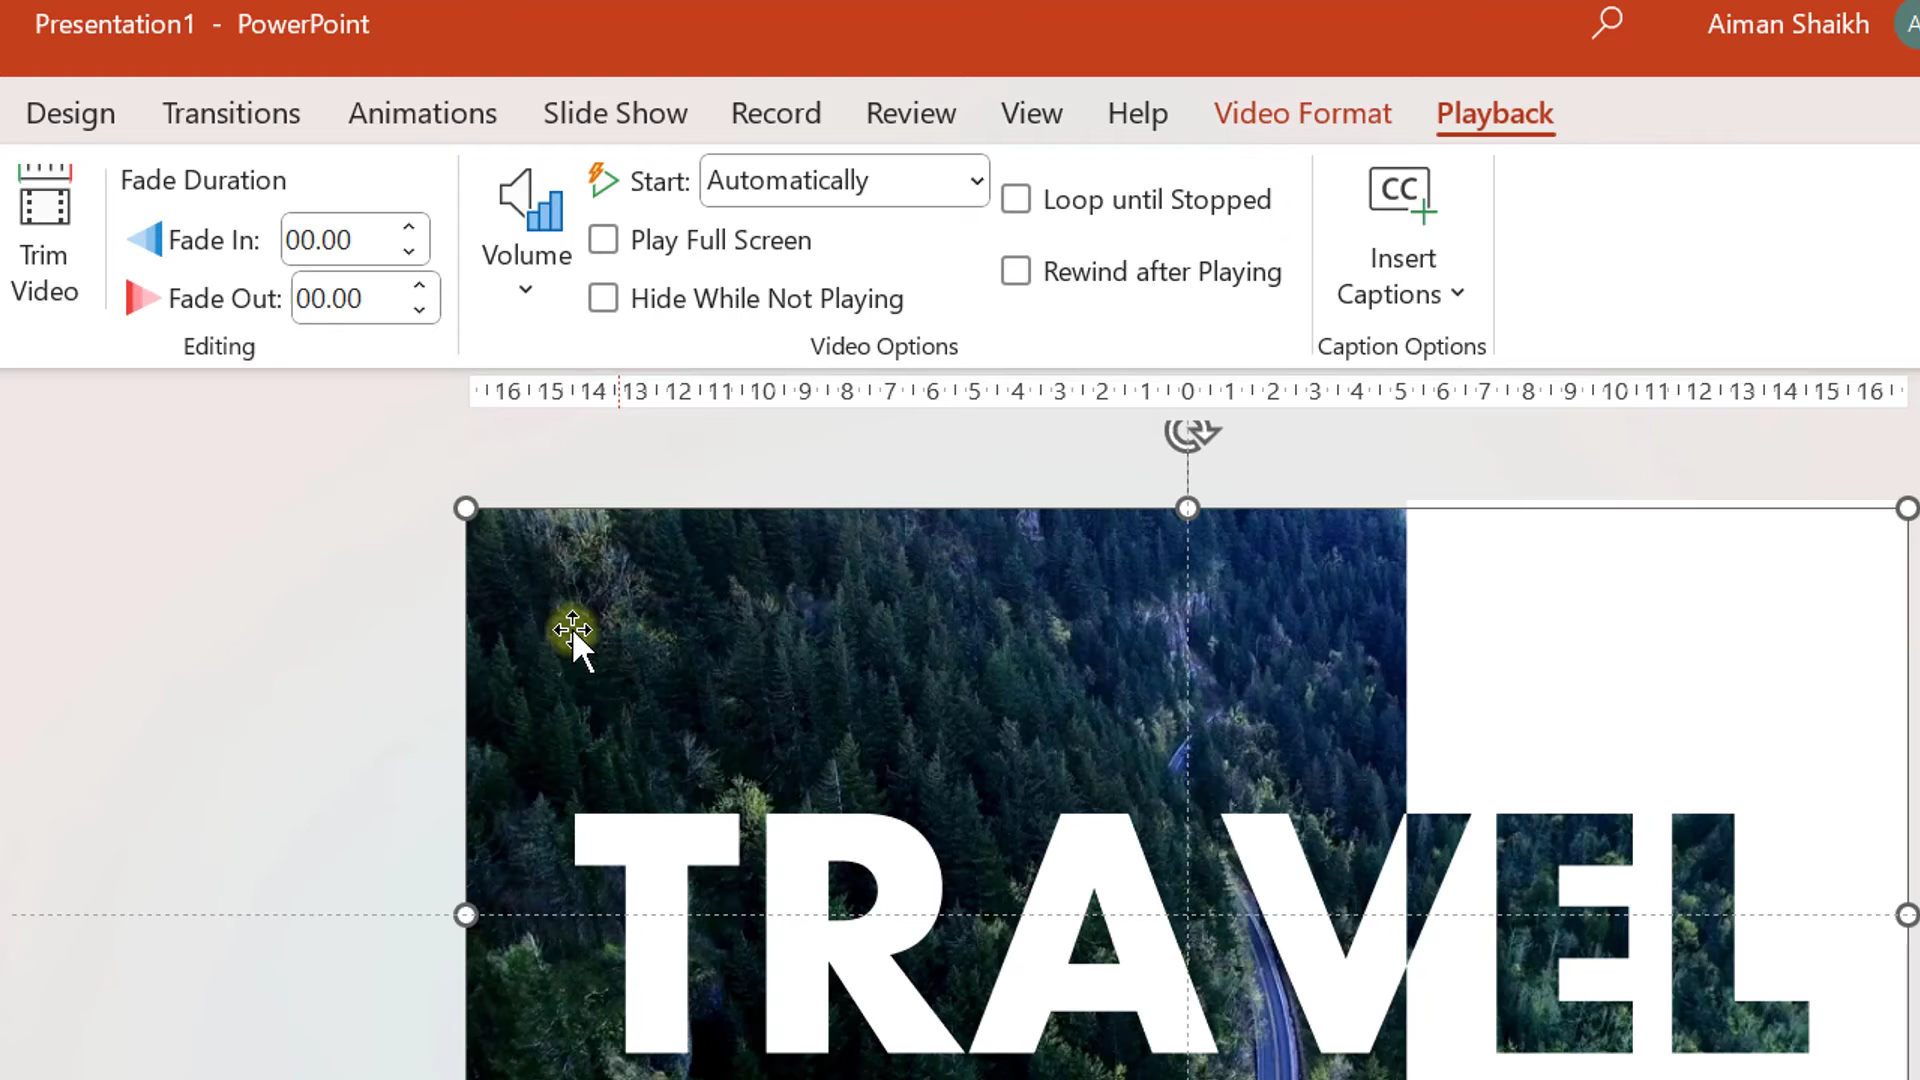 Presentation1 - PowerPoint
Aiman Shaikh
A
Design Transitions Animations Slide Show Record Review View Help Video Format Playback
Trim Video
Fade Duration
Fade In: 00.00
Fade Out: 00.00
Editing
Volume
Start: Automatically
Play Full Screen
Hide While Not Playing
Loop until Stopped
Rewind after Playing
Video Options
CC
Insert Captions
Caption Options
16 15 14 13 12 11 10 9 8 7 6 5 4 3 2 1 0 1 2 3 4 5 6 7 8 9 10 11 12 13 14 15 16
TRAVEL